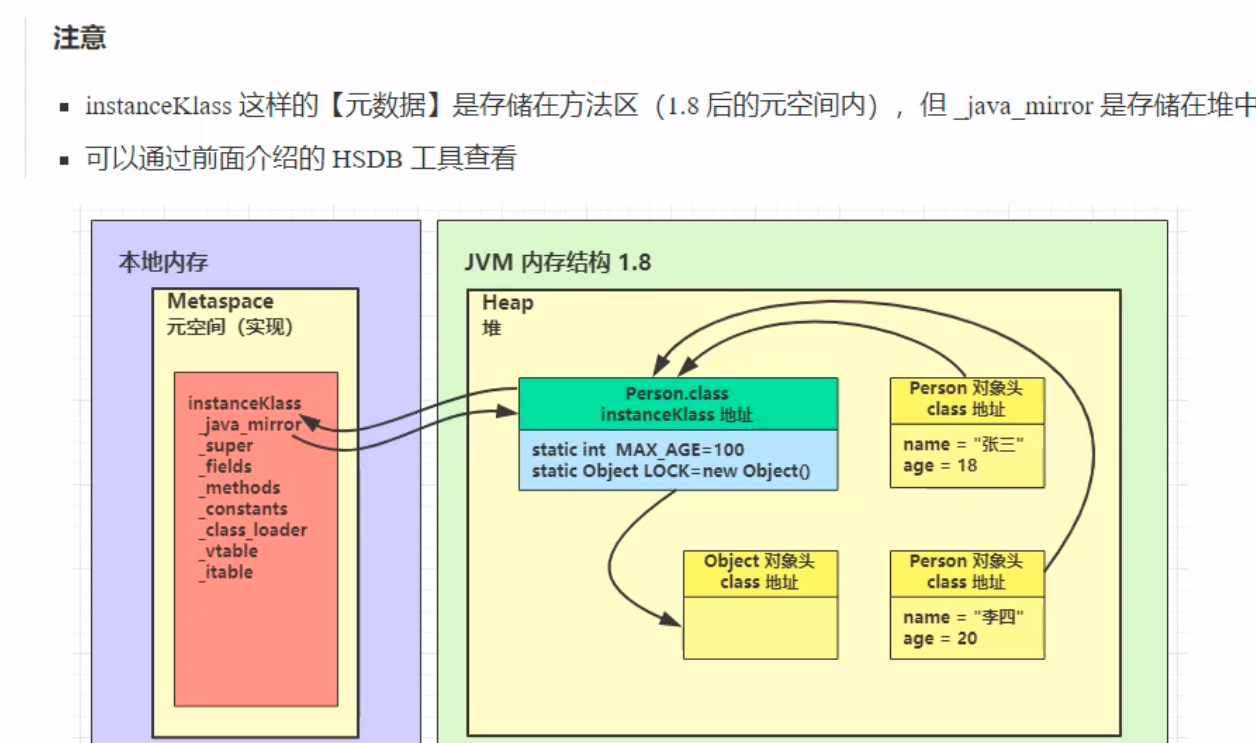 注意
instanceKlass 这样的【元数据】是存储在方法区（1.8 后的元空间内），但 _java_mirror 是存储在堆中
可以通过前面介绍的 HSDB 工具查看
本地内存
Metaspace
元空间（实现）
instanceKlass
_java_mirror
_super
_fields
_methods
_constants
_class_loader
_vtable
_itable
JVM 内存结构 1.8
Heap
堆
Person.class
instanceKlass 地址
static int MAX_AGE=100
static Object LOCK=new Object()
Person 对象头
class 地址
name = "张三"
age = 18
Object 对象头
class 地址
Person 对象头
class 地址
name = "李四"
age = 20